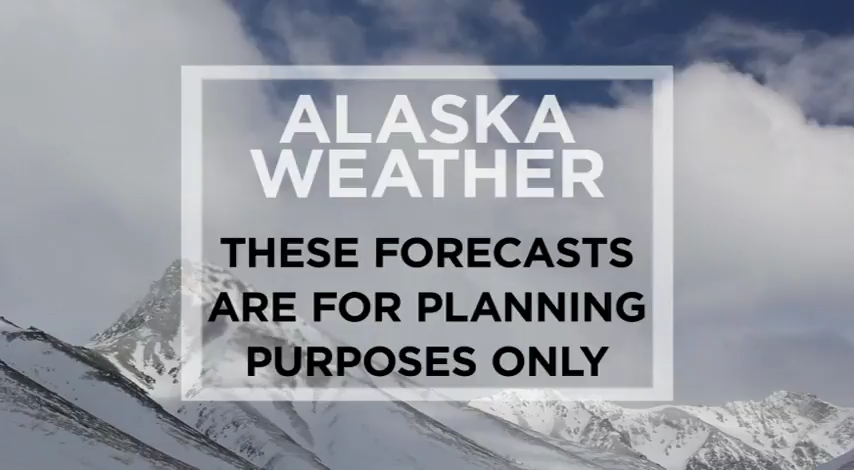 ALASKA
WEATHER
THESE FORECASTS
ARE FOR PLANNING
PURPOSES ONLY